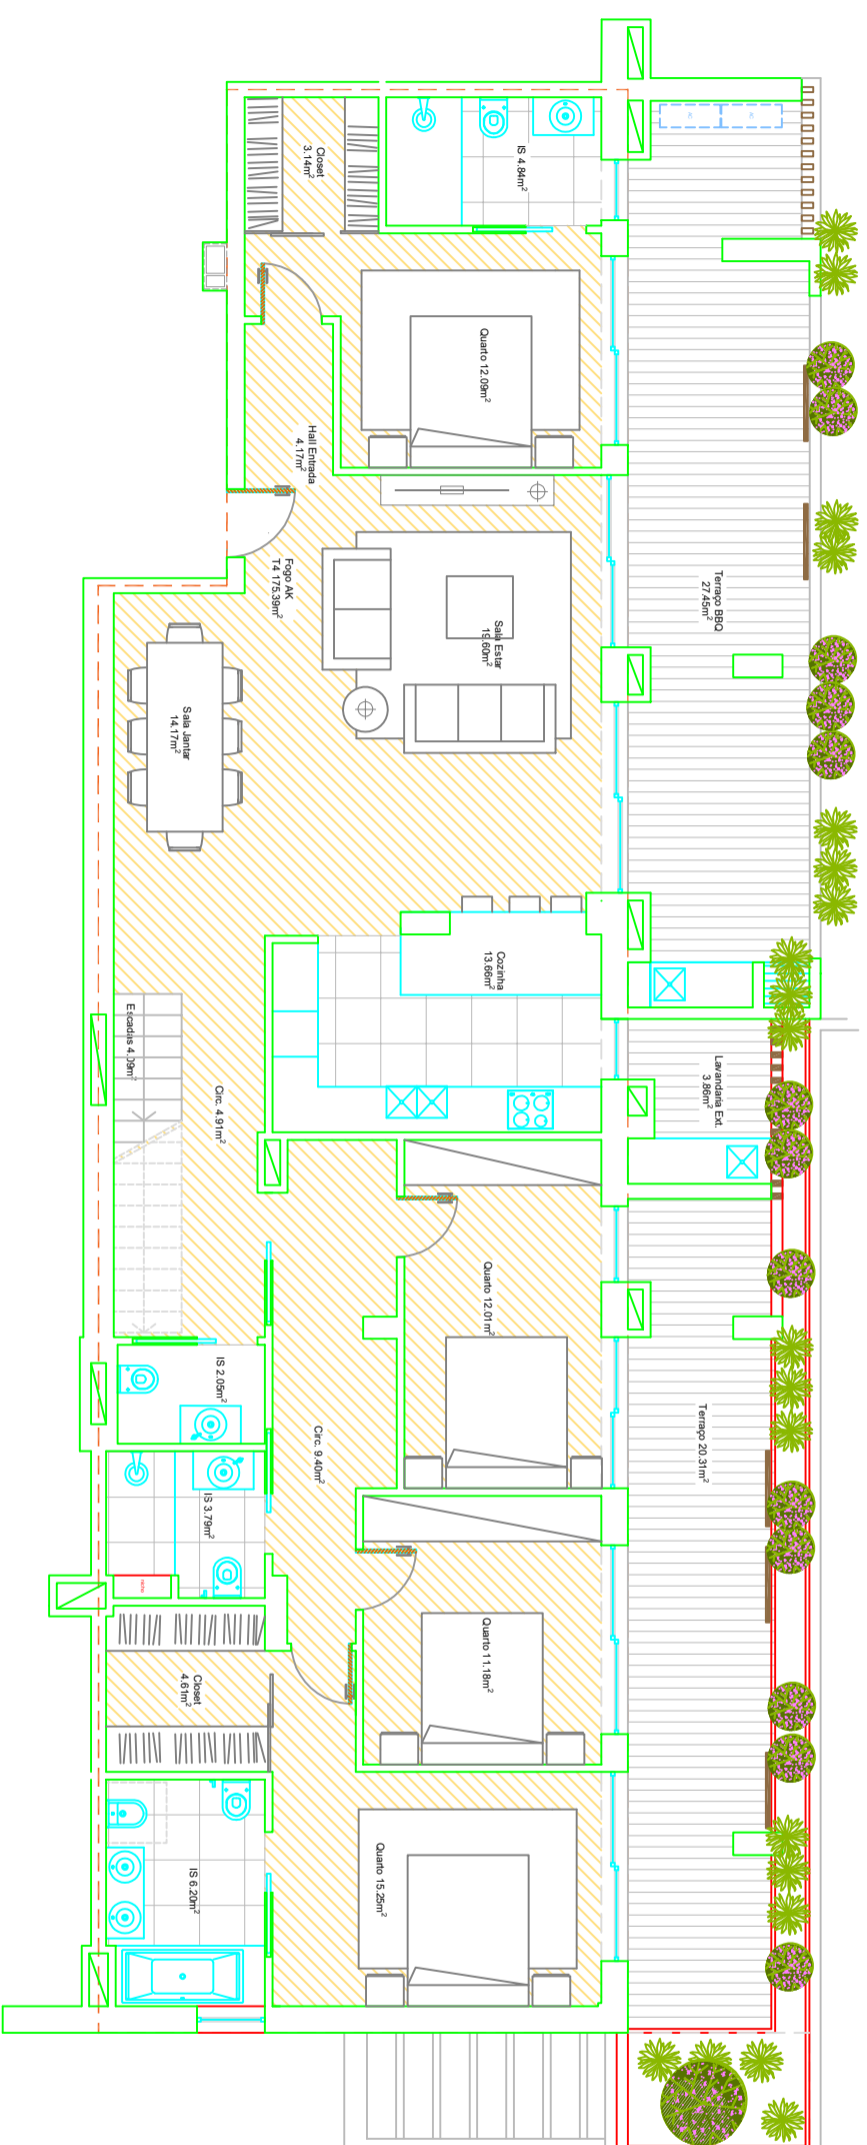 Closet
3.14m²
IS 4.84m²
Quarto 12.09m²
Hall Entrada
4.17m²
Fogo AK
T4 175.39m²
Sala Estar
19.60m²
Terraço BBQ
27.45m²
Sala Jantar
14.17m²
Cozinha
13.66m²
Escadas 4.09m²
Circ. 4.91m²
Lavandaria Ext.
3.86m²
Quarto 12.01m²
IS 2.05m²
Circ. 9.40m²
Terraço 20.31m²
IS 3.79m²
Quarto 11.18m²
Closet
4.61m²
Quarto 15.25m²
IS 6.20m²